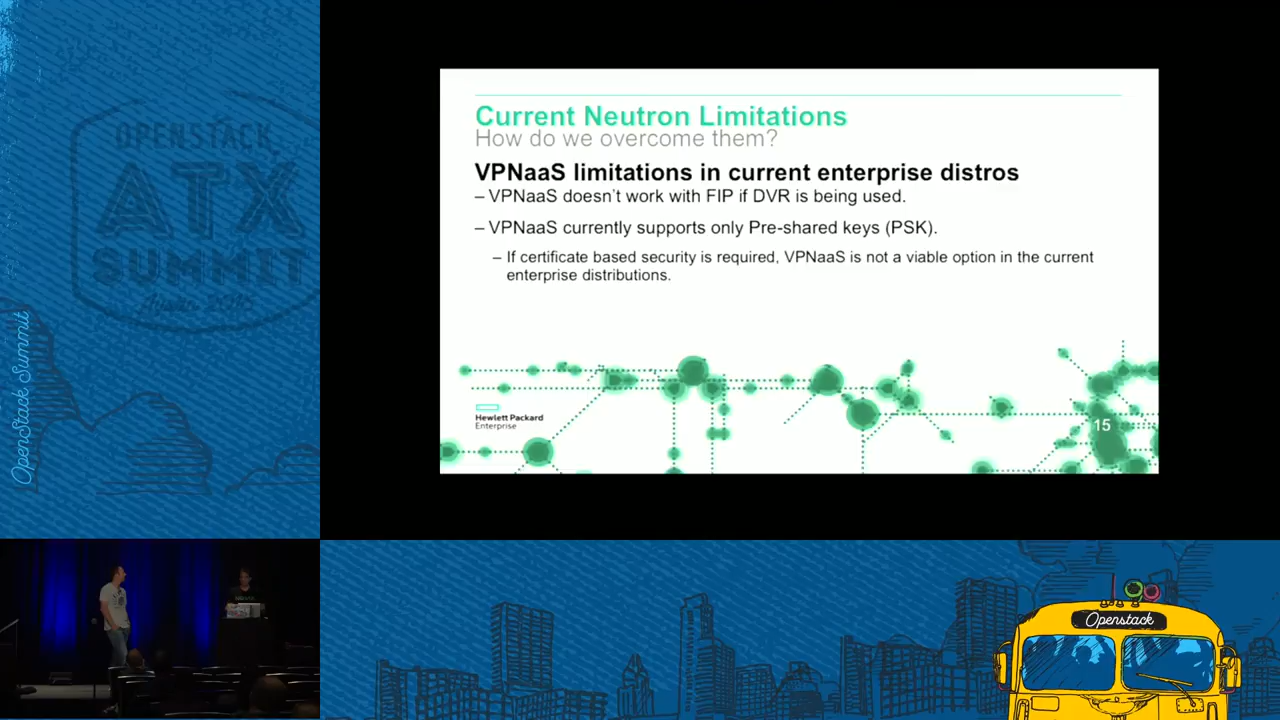 OPENSTACK
ATX
SUMMIT
OpenStack Summit
Current Neutron Limitations
How do we overcome them?
VPNaaS limitations in current enterprise distros
– VPNaaS doesn't work with FIP if DVR is being used.
– VPNaaS currently supports only Pre-shared keys (PSK).
– If certificate based security is required, VPNaaS is not a viable option in the current
enterprise distributions.
Hewlett Packard
Enterprise
15
Openstack